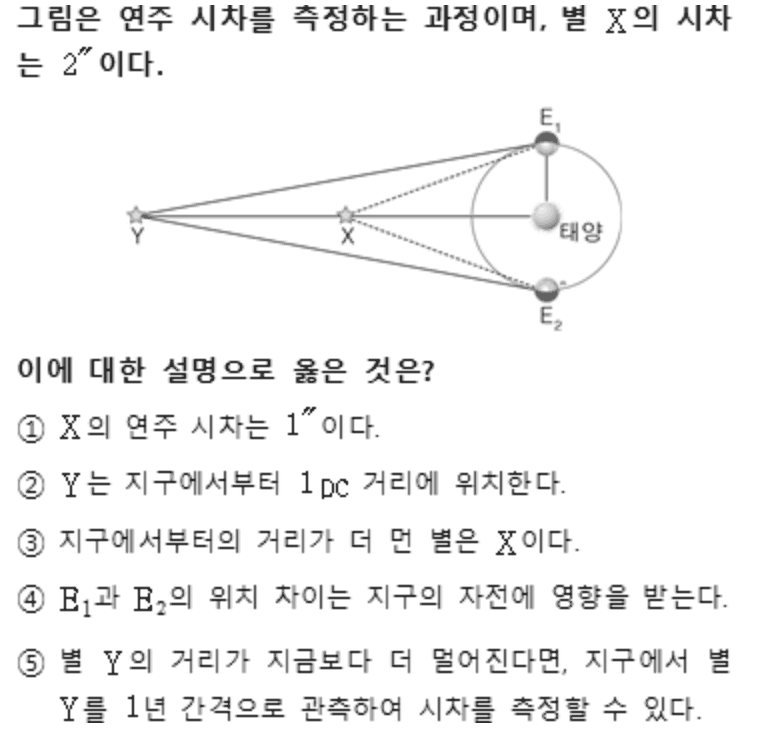 그림은 연주 시차를 측정하는 과정이며, 별 X의 시차
는 2″이다.
E₁
Y
X
태양
E₂
이에 대한 설명으로 옳은 것은?
① X의 연주 시차는 1″이다.
② Y는 지구에서부터 1pc 거리에 위치한다.
③ 지구에서부터의 거리가 더 먼 별은 X이다.
④ E₁과 E₂의 위치 차이는 지구의 자전에 영향을 받는다.
⑤ 별 Y의 거리가 지금보다 더 멀어진다면, 지구에서 별
Y를 1년 간격으로 관측하여 시차를 측정할 수 있다.